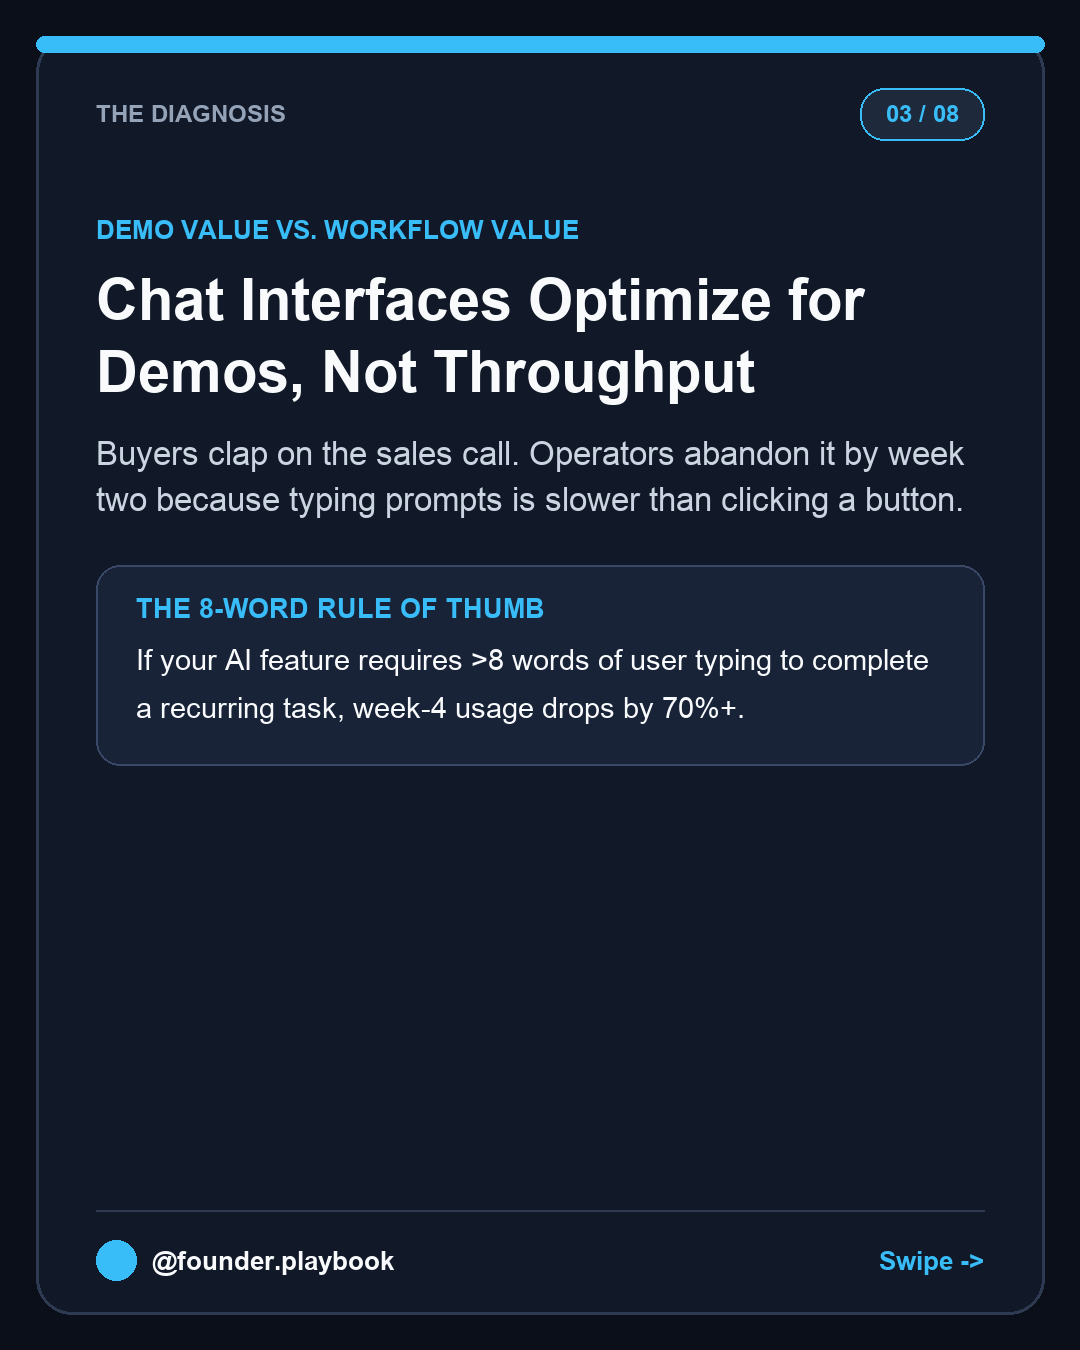 THE DIAGNOSIS
03 / 08
DEMO VALUE VS. WORKFLOW VALUE
Chat Interfaces Optimize for
Demos, Not Throughput
Buyers clap on the sales call. Operators abandon it by week
two because typing prompts is slower than clicking a button.
THE 8-WORD RULE OF THUMB
If your AI feature requires >8 words of user typing to complete
a recurring task, week-4 usage drops by 70%+.
@founder.playbook
Swipe ->